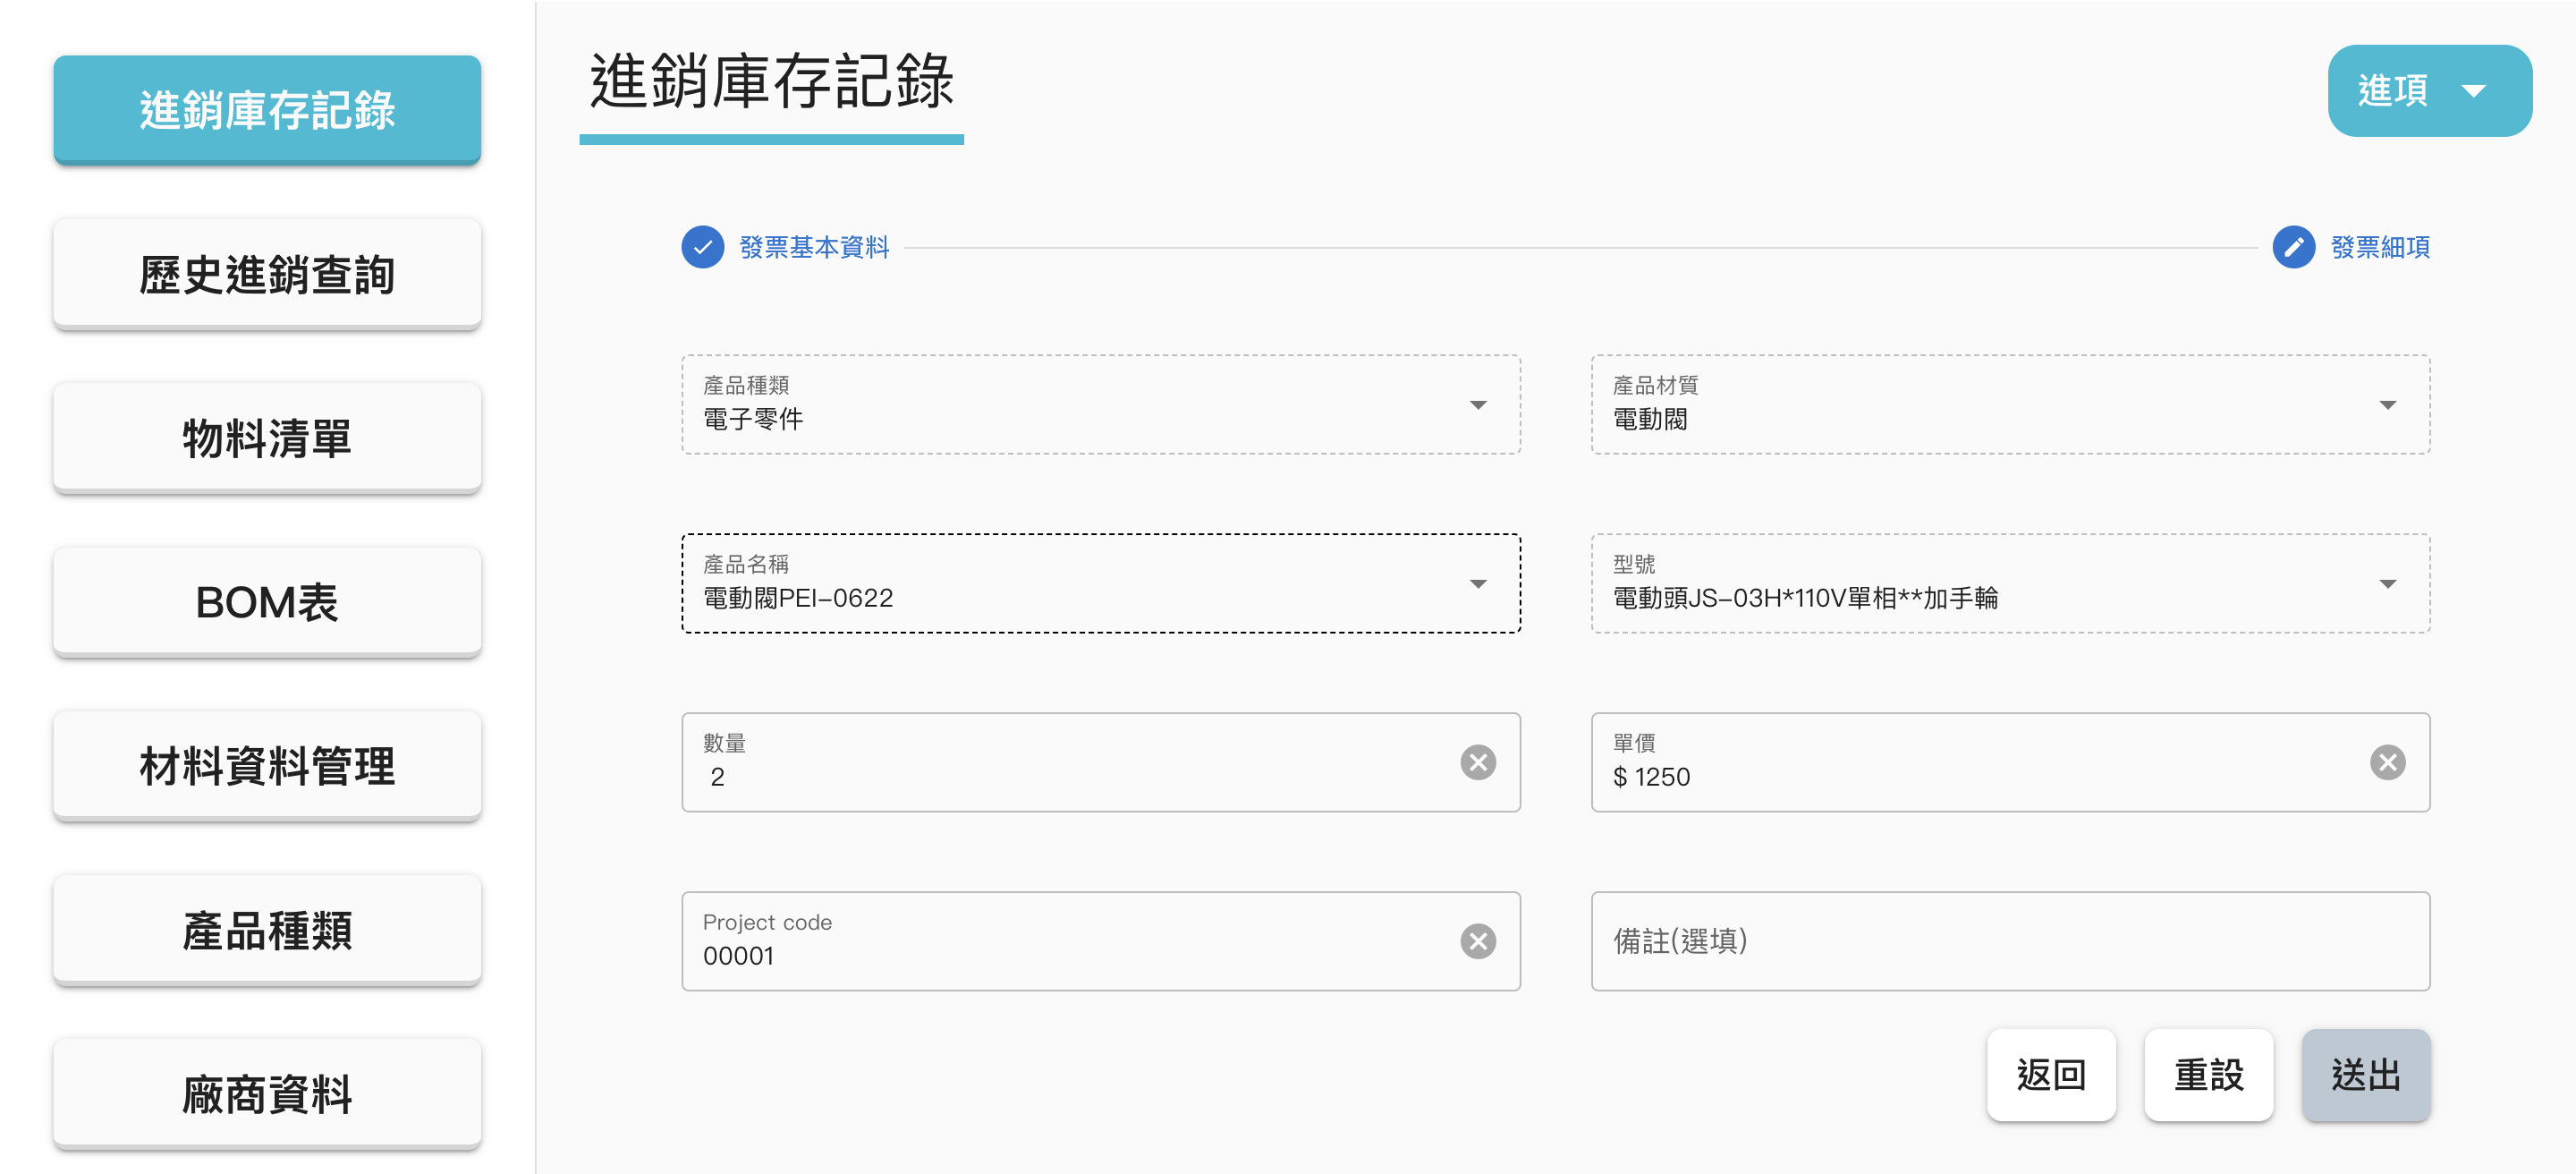 進銷庫存記錄
歷史進銷查詢
物料清單
BOM表
材料資料管理
產品種類
廠商資料
進銷庫存記錄
進項
發票基本資料
發票細項
產品種類
電子零件
產品材質
電動閥
產品名稱
電動閥PEI-0622
型號
電動頭JS-03H*110V單相**加手輪
數量
2
單價
$ 1250
Project code
00001
備註(選填)
返回
重設
送出